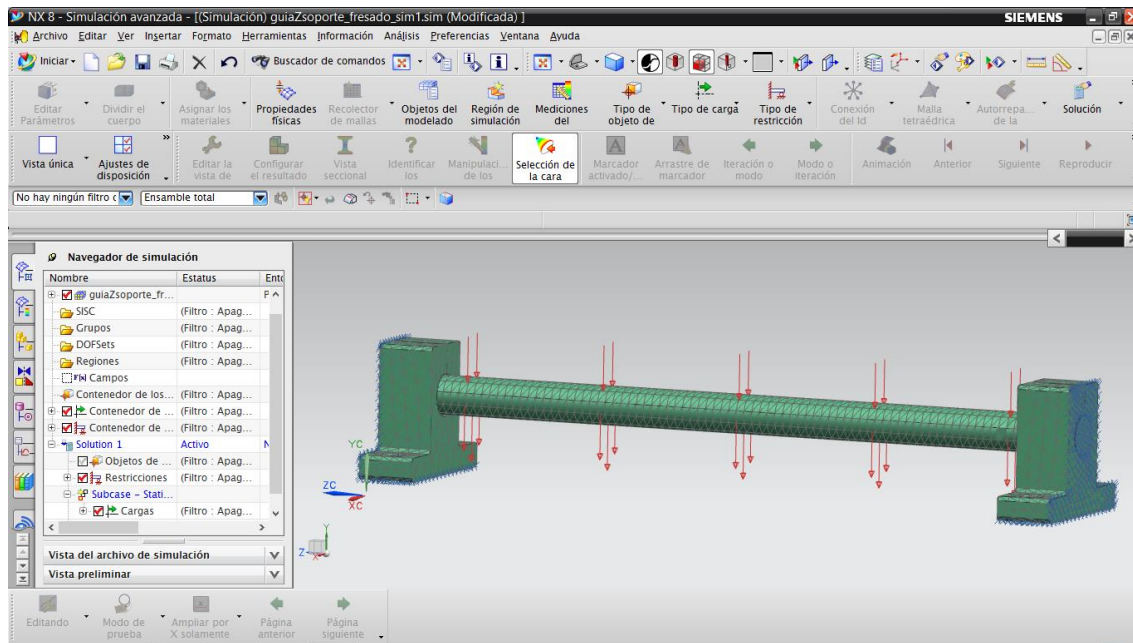 NX 8 - Simulación avanzada - [(Simulación) guiaZsoporte_fresado_sim1.sim (Modificada) ]
SIEMENS
Archivo Editar Ver Insertar Formato Herramientas Información Análisis Preferencias Ventana Ayuda
Iniciar
Buscador de comandos
Editar Parámetros
Dividir el cuerpo
Asignar los materiales
Propiedades físicas
Recolector de mallas
Objetos del modelado
Región de simulación
Mediciones del
Tipo de objeto de
Tipo de carga
Tipo de restricción
Conexión del Id
Malla tetraédrica
Autorrepa... de la
Solución
Vista única
Ajustes de disposición
Editar la vista de
Configurar el resultado
Vista seccional
Identificar los
Manipulaci... de los
Selección de la cara
Marcador activado/...
Arrastre de marcador
Iteración o modo
Modo o iteración
Animación
Anterior
Siguiente
Reproducir
No hay ningún filtro c
Ensamble total
Navegador de simulación
Nombre Estatus Ento
guiaZsoporte_fr... F
SISC (Filtro : Apag...
Grupos (Filtro : Apag...
DOFSets (Filtro : Apag...
Regiones (Filtro : Apag...
Campos
Contenedor de los... (Filtro : Apag...
Contenedor de ... (Filtro : Apag...
Contenedor de ... (Filtro : Apag...
Solution 1 Activo N
Objetos de ... (Filtro : Apag...
Restricciones (Filtro : Apag...
Subcase - Stati...
Cargas (Filtro : Apag...
Vista del archivo de simulación
Vista preliminar
YC
ZC
XC
Y
Z
X
Editando
Modo de prueba
Ampliar por X solamente
Página anterior
Página siguiente